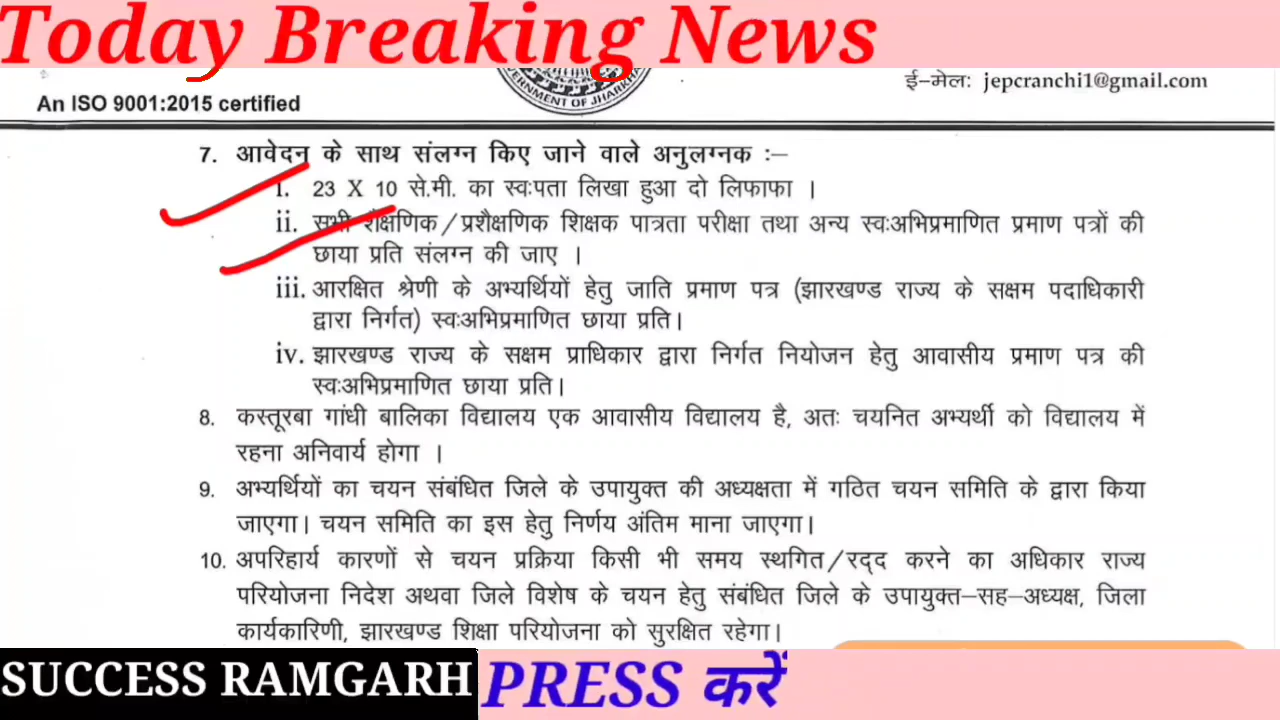 Today Breaking News
GOVERNMENT OF JHARKH
ई-मेल: jepcranchi1@gmail.com
An ISO 9001:2015 certified
7. आवेदन के साथ संलग्न किए जाने वाले अनुलग्नक :–
i. 23 X 10 से.मी. का स्वःपता लिखा हुआ दो लिफाफा ।
ii. सभी शैक्षणिक/प्रशैक्षणिक शिक्षक पात्रता परीक्षा तथा अन्य स्वःअभिप्रमाणित प्रमाण पत्रों की
छाया प्रति संलग्न की जाए ।
iii. आरक्षित श्रेणी के अभ्यर्थियों हेतु जाति प्रमाण पत्र (झारखण्ड राज्य के सक्षम पदाधिकारी
द्वारा निर्गत) स्वःअभिप्रमाणित छाया प्रति।
iv. झारखण्ड राज्य के सक्षम प्राधिकार द्वारा निर्गत नियोजन हेतु आवासीय प्रमाण पत्र की
स्वःअभिप्रमाणित छाया प्रति।
8. कस्तूरबा गांधी बालिका विद्यालय एक आवासीय विद्यालय है, अतः चयनित अभ्यर्थी को विद्यालय में
रहना अनिवार्य होगा ।
9. अभ्यर्थियों का चयन संबंधित जिले के उपायुक्त की अध्यक्षता में गठित चयन समिति के द्वारा किया
जाएगा। चयन समिति का इस हेतु निर्णय अंतिम माना जाएगा।
10. अपरिहार्य कारणों से चयन प्रक्रिया किसी भी समय स्थगित/रद्द करने का अधिकार राज्य
परियोजना निदेश अथवा जिले विशेष के चयन हेतु संबंधित जिले के उपायुक्त–सह–अध्यक्ष, जिला
कार्यकारिणी, झारखण्ड शिक्षा परियोजना को सुरक्षित रहेगा।
SUCCESS RAMGARH PRESS करें